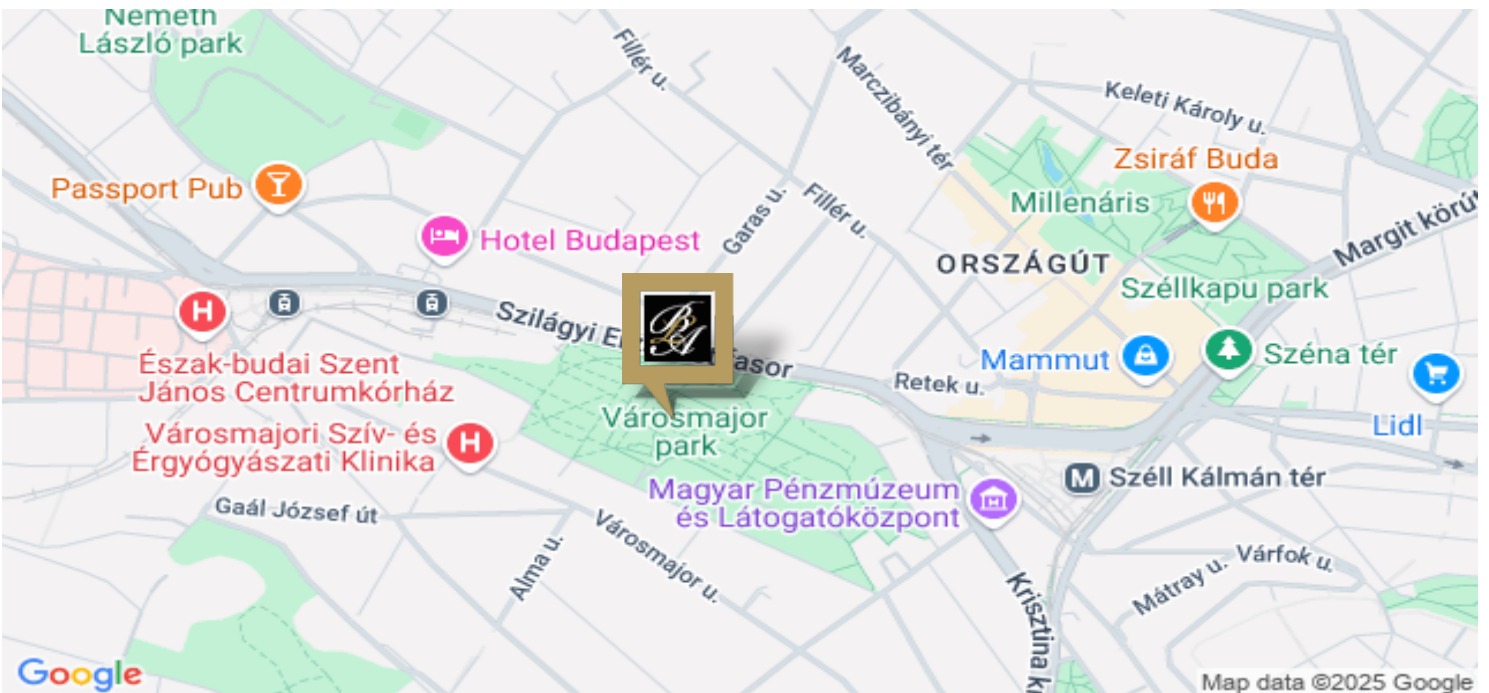 Németh
László park
Fillér u.
Marczibányi tér
Keleti Károly u.
Passport Pub
Zsiráf Buda
Millenáris
Hotel Budapest
Garas u.
Fillér u.
Margit körút
ORSZÁGÚT
Széllkapu park
H
Szilágyi
fasor
BA
Észak-budai Szent
János Centrumkórház
Mammut
Széna tér
Retek u.
Lidl
Városmajor
park
Városmajori Szív- és
Érgyógyászati Klinika
H
Magyar Pénzmúzeum
és Látogatóközpont
M
Széll Kálmán tér
Gaál József út
Városmajor u.
Alma u.
Krisztina
Mátray u.
Várfok u.
Google
Map data ©2025 Google